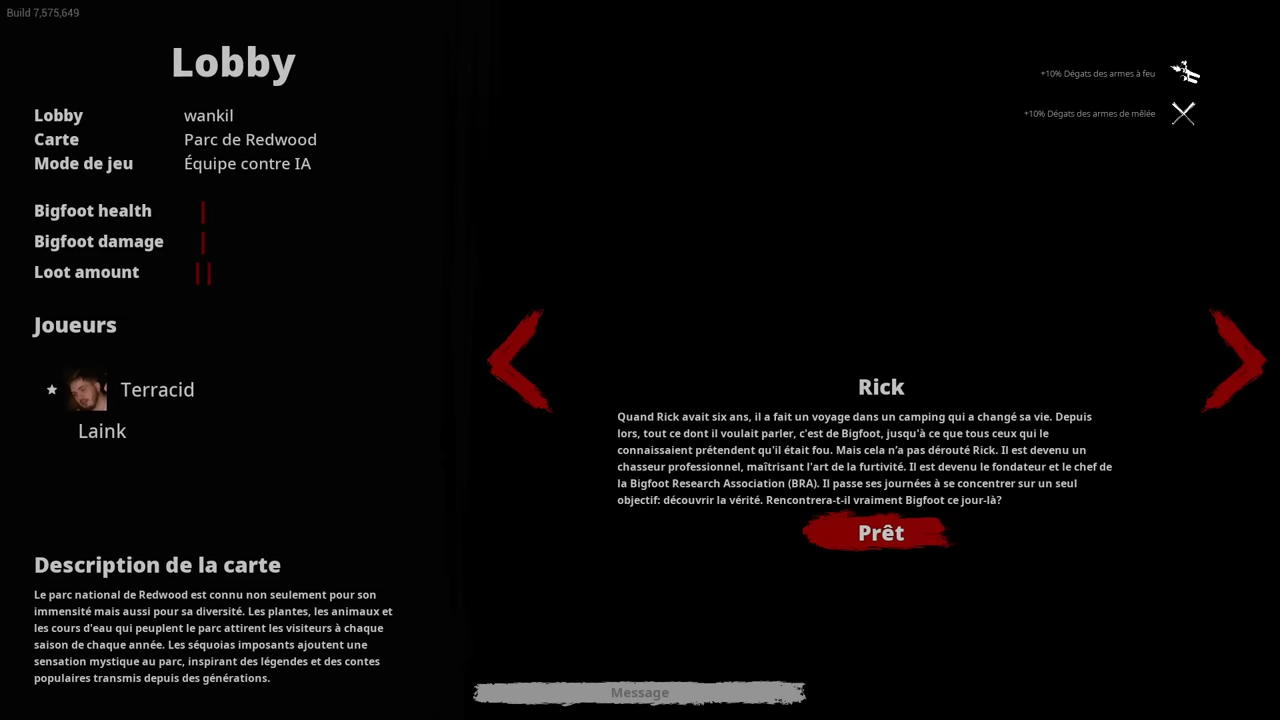 Build 7,575,649
Lobby
Lobby wankil
Carte Parc de Redwood
Mode de jeu Équipe contre IA
Bigfoot health
Bigfoot damage
Loot amount
Joueurs
Terracid
Laink
Description de la carte
Le parc national de Redwood est connu non seulement pour son
immensité mais aussi pour sa diversité. Les plantes, les animaux et
les cours d'eau qui peuplent le parc attirent les visiteurs à chaque
saison de chaque année. Les séquoias imposants ajoutent une
sensation mystique au parc, inspirant des légendes et des contes
populaires transmis depuis des générations.
+10% Dégats des armes à feu
+10% Dégats des armes de mêlée
Rick
Quand Rick avait six ans, il a fait un voyage dans un camping qui a changé sa vie. Depuis
lors, tout ce dont il voulait parler, c'est de Bigfoot, jusqu'à ce que tous ceux qui le
connaissaient prétendent qu'il était fou. Mais cela n'a pas dérouté Rick. Il est devenu un
chasseur professionnel, maîtrisant l'art de la furtivité. Il est devenu le fondateur et le chef de
la Bigfoot Research Association (BRA). Il passe ses journées à se concentrer sur un seul
objectif: découvrir la vérité. Rencontrera-t-il vraiment Bigfoot ce jour-là?
Prêt
Message